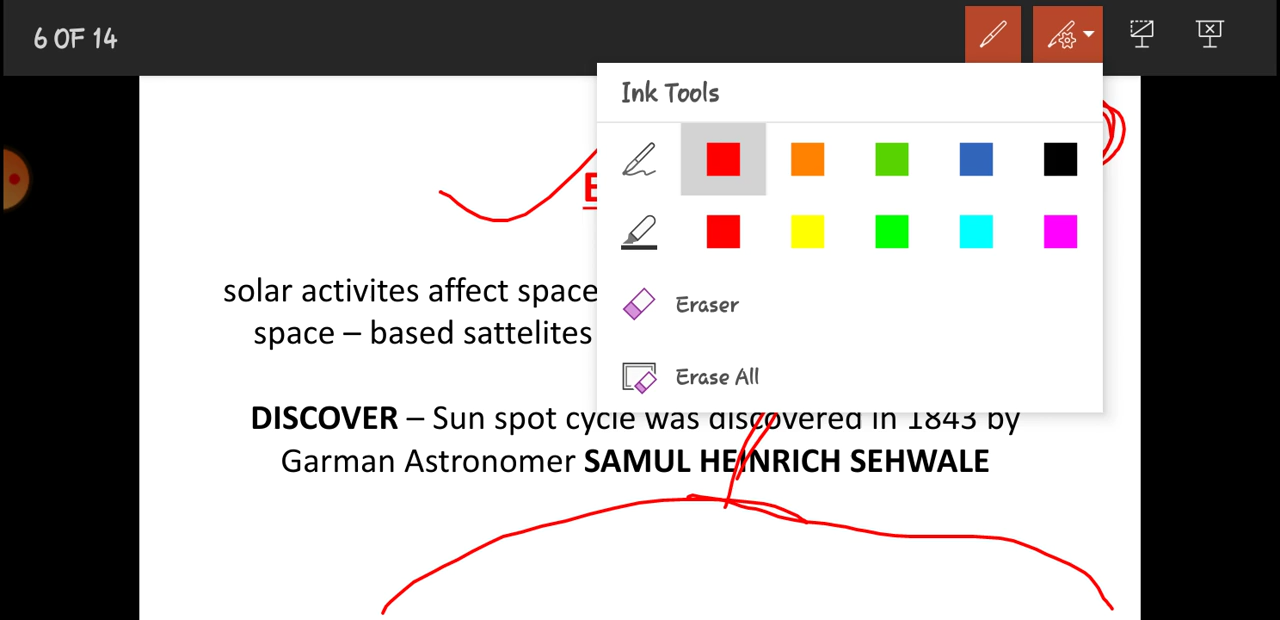 6 OF 14
Ink Tools
Eraser
Erase All
solar activites affect space
space – based sattelites
DISCOVER – Sun spot cycle was discovered in 1843 by
Garman Astronomer SAMUL HEINRICH SEHWALE